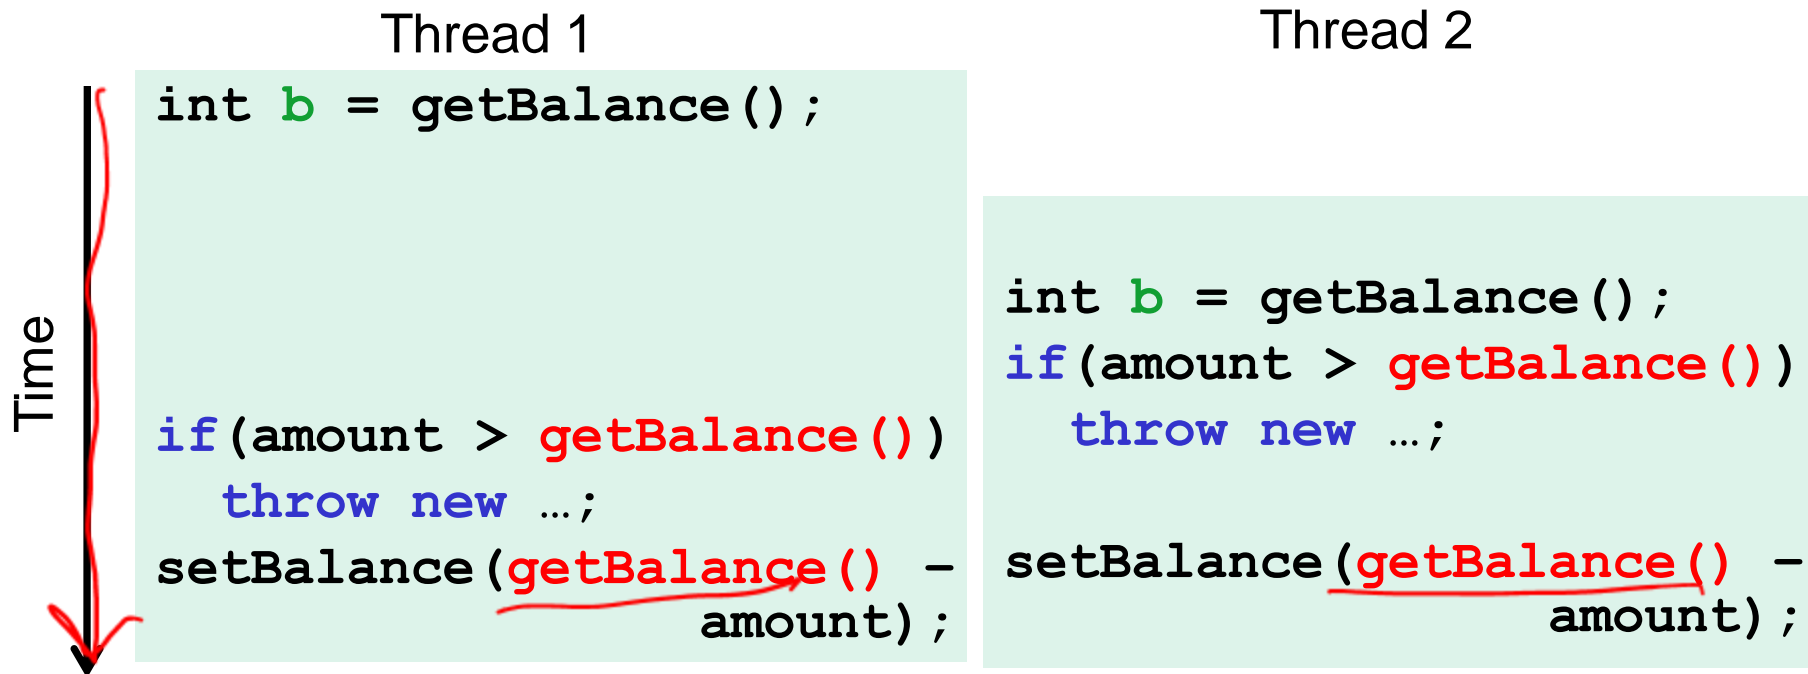 Thread 1
int b = getBalance();
if(amount > getBalance())
throw new …;
setBalance(getBalance() –
amount);
Thread 2
int b = getBalance();
if(amount > getBalance())
throw new …;
setBalance(getBalance() –
amount);
Time